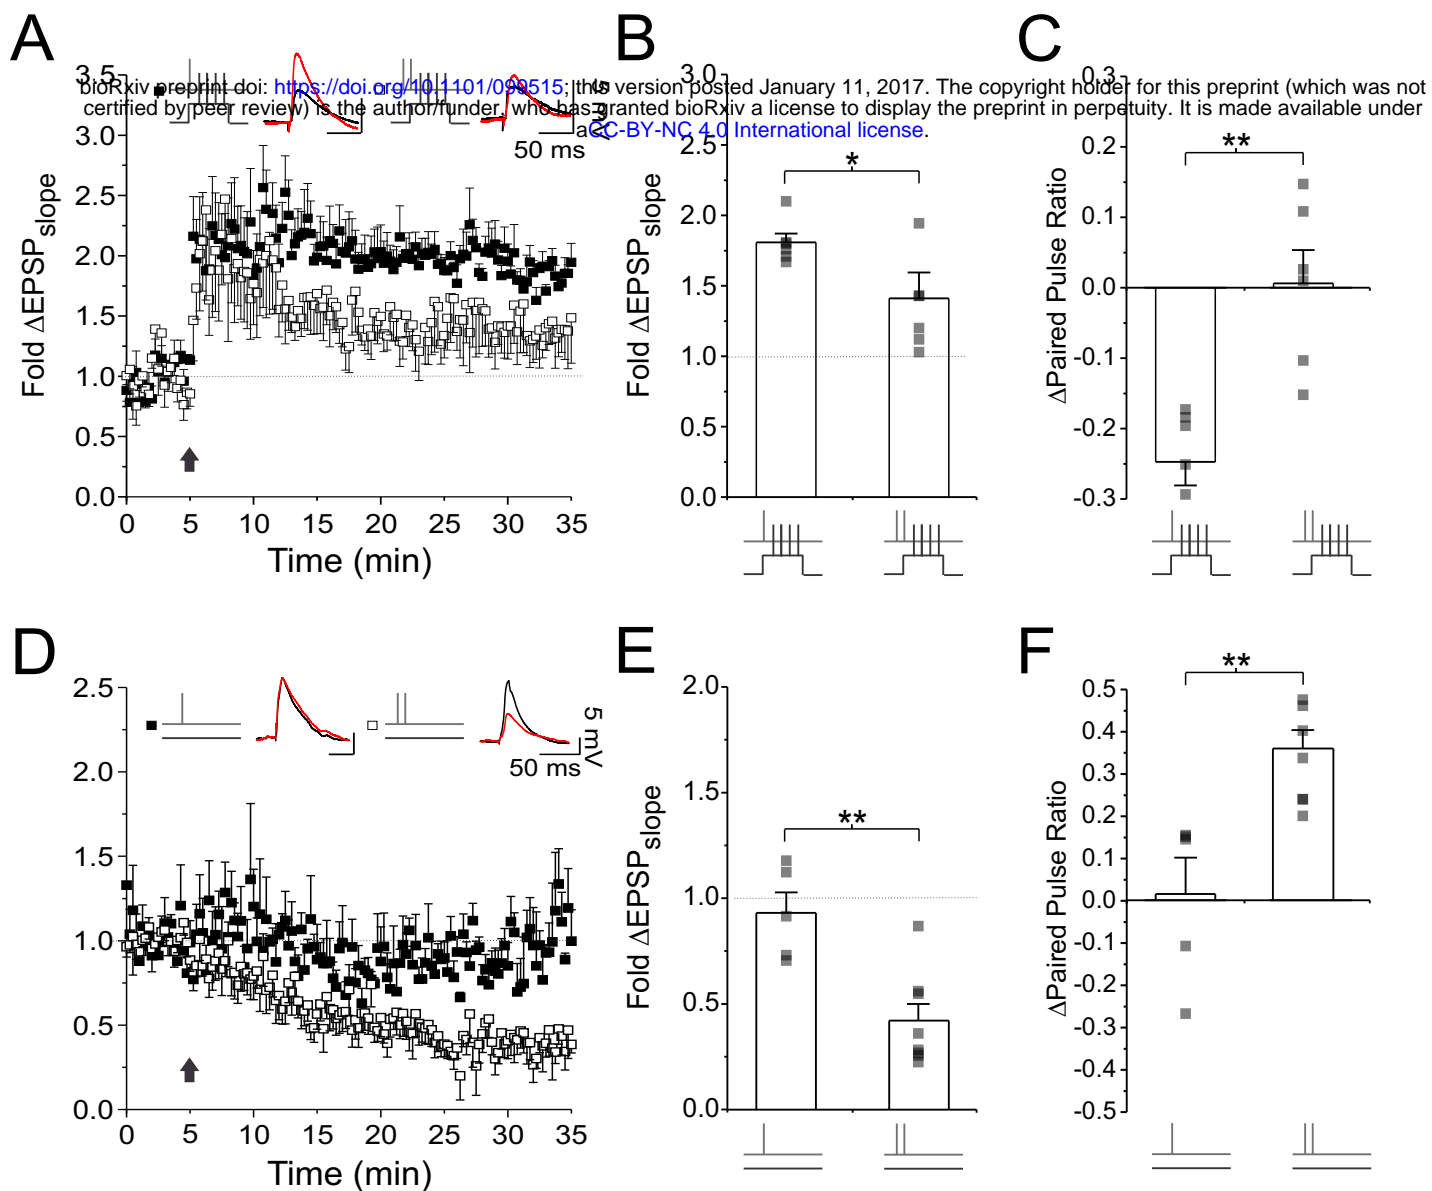 A
B
C
bioRxiv preprint doi: https://doi.org/10.1101/099515; this version posted January 11, 2017. The copyright holder for this preprint (which was not
certified by peer review) is the author/funder, who has granted bioRxiv a license to display the preprint in perpetuity. It is made available under
aCC-BY-NC 4.0 International license.
Fold ΔEPSPslope
3.5
3.0
2.5
2.0
1.5
1.0
0.5
0.0
0 5 10 15 20 25 30 35
Time (min)
5 mV
50 ms
Fold ΔEPSPslope
3.0
2.5
2.0
1.5
1.0
0.5
0.0
*
ΔPaired Pulse Ratio
0.3
0.2
0.1
0.0
-0.1
-0.2
-0.3
**
D
E
F
2.5
2.0
1.5
1.0
0.5
0.0
0 5 10 15 20 25 30 35
Time (min)
5 mV
50 ms
Fold ΔEPSPslope
2.0
1.5
1.0
0.5
0.0
**
ΔPaired Pulse Ratio
0.5
0.4
0.3
0.2
0.1
0.0
-0.1
-0.2
-0.3
-0.4
-0.5
**